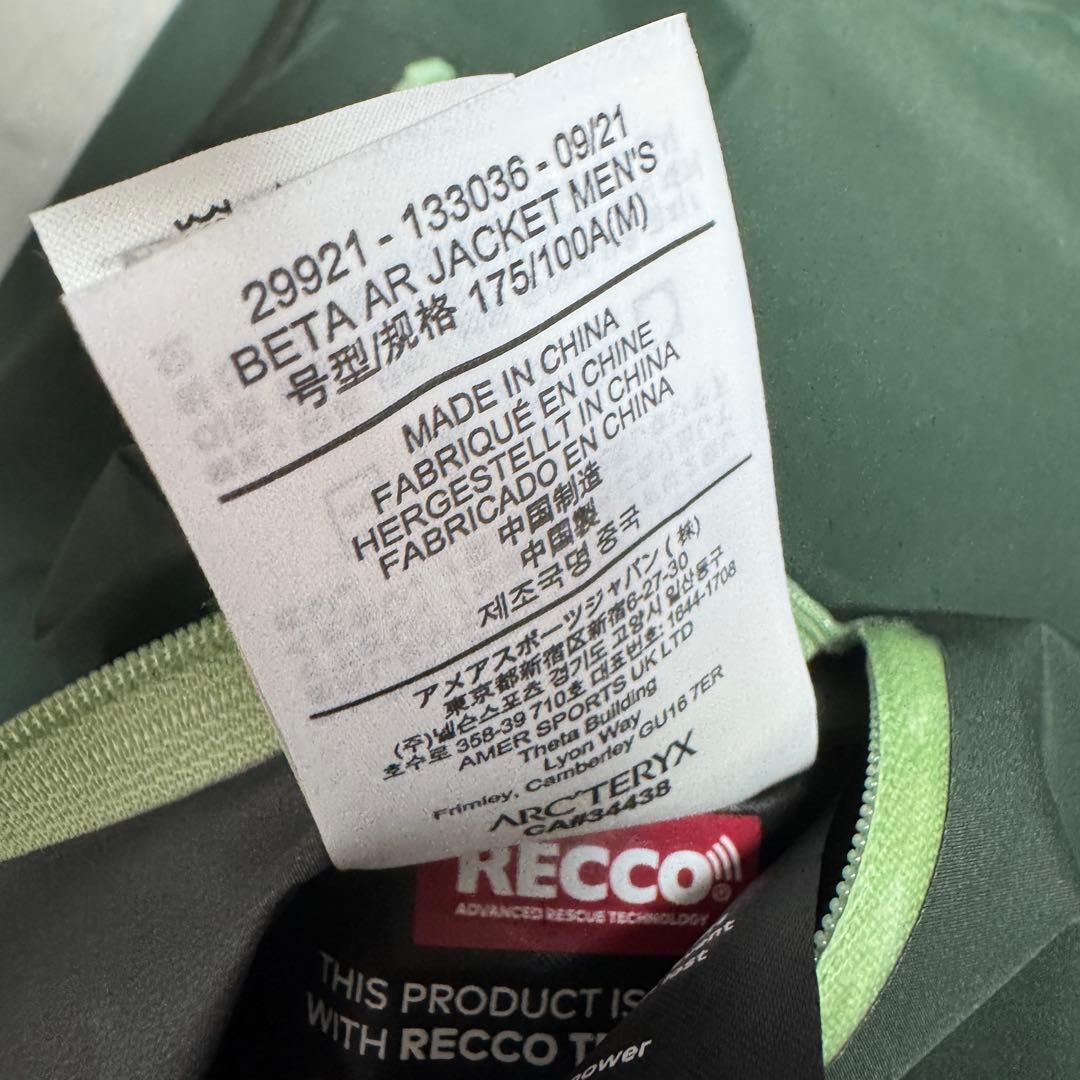 29921 - 133036 - 09/21
BETA AR JACKET MEN'S
号型/规格 175/100A(M)
MADE IN CHINA
FABRIQUÉ EN CHINE
HERGESTELLT IN CHINA
FABRICADO EN CHINA
中国制造
中国製
제조국명 중국
アメアスポーツジャパン (株)
東京都新宿区新宿6-27-30
(주)넬슨스포츠 경기도 고양시 일산동구
호수로 358-39 710호 대표번호: 1644-1708
AMER SPORTS UK LTD
Theta Building
Lyon Way
Frimley, Camberley GU16 7ER
ARC'TERYX
CA#34438
RECCO
ADVANCED RESCUE TECHNOLOGY
THIS PRODUCT IS
WITH RECCO